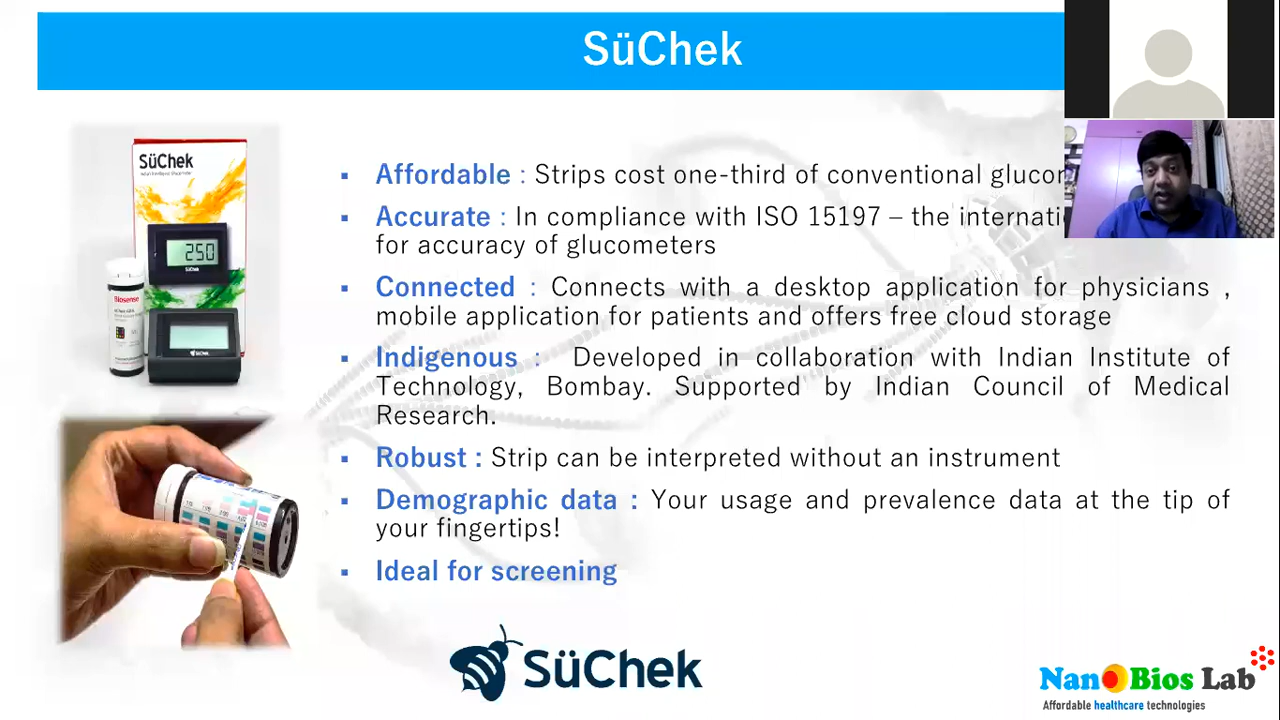 SüChek
SüChek
250
SüChek
Biosense
SüChek
Affordable : Strips cost one-third of conventional
Accurate : In compliance with ISO 15197 – the
for accuracy of glucometers
Connected : Connects with a desktop application for physicians ,
mobile application for patients and offers free cloud storage
Indigenous : Developed in collaboration with Indian Institute of
Technology, Bombay. Supported by Indian Council of Medical
Research.
Robust : Strip can be interpreted without an instrument
Demographic data : Your usage and prevalence data at the tip of
your fingertips!
Ideal for screening
SüChek
NanoBios Lab
Affordable healthcare technologies